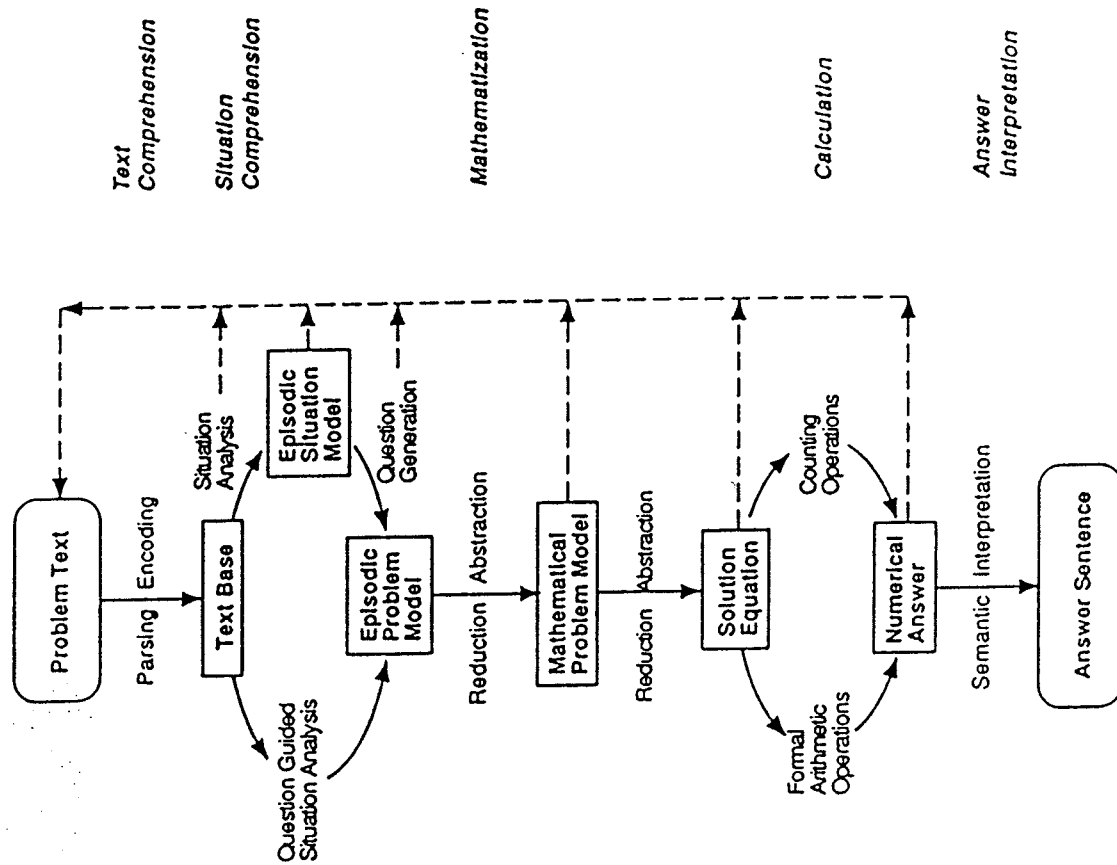 Problem Text
Parsing Encoding
Text Base
Situation
Analysis
Question Guided
Situation Analysis
Episodic
Situation
Model
Question
Generation
Episodic
Problem
Model
Reduction Abstraction
Mathematical
Problem Model
Reduction Abstraction
Solution
Equation
Counting
Operations
Formal
Arithmetic
Operations
Numerical
Answer
Semantic Interpretation
Answer Sentence
Text
Comprehension
Situation
Comprehension
Mathematization
Calculation
Answer
Interpretation